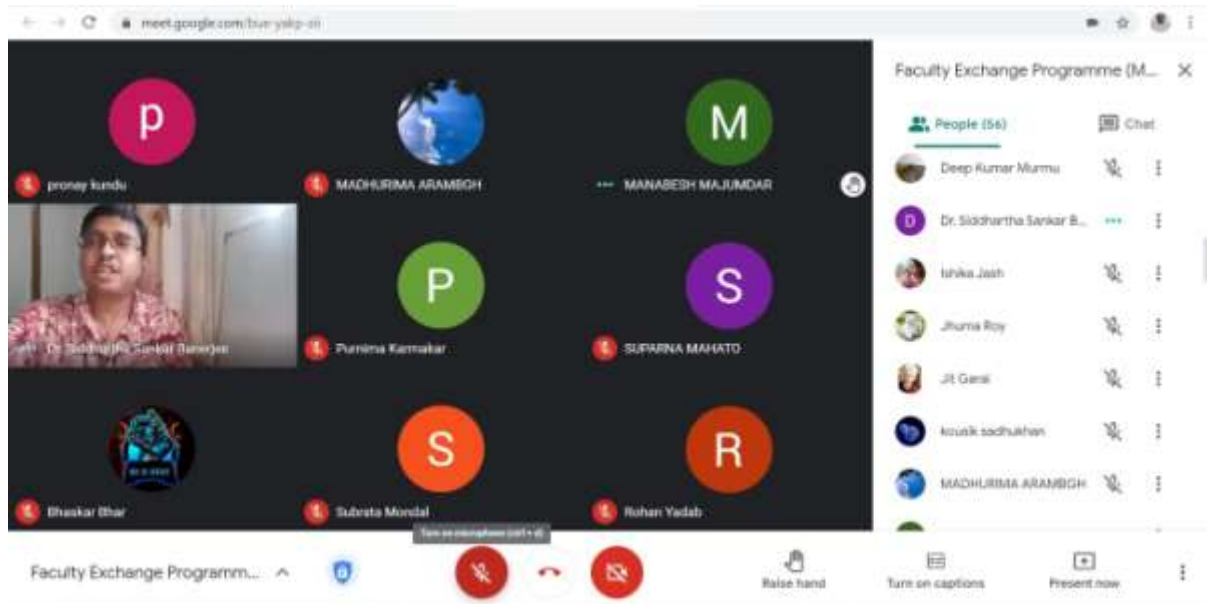 meet.google.com/bue-yakp-sii
Faculty Exchange Programme (M...
People (56)
Chat
p
pronay kundu
MADHURIMA ARAMBGH
M
MANABESH MAJUMDAR
Dr. Siddhartha Sankar Banerjee
P
Purnima Karmakar
S
SUPARNA MAHATO
Bhaskar Bhar
S
Subrata Mondal
R
Rohan Yadab
Deep Kumar Murmu
D
Dr. Siddhartha Sankar B...
Ishika Jash
Jhuma Roy
Jit Garai
kousik sadhukhan
MADHURIMA ARAMBGH
Turn on microphone (ctrl + d)
Faculty Exchange Programm...
Raise hand
Turn on captions
Present now